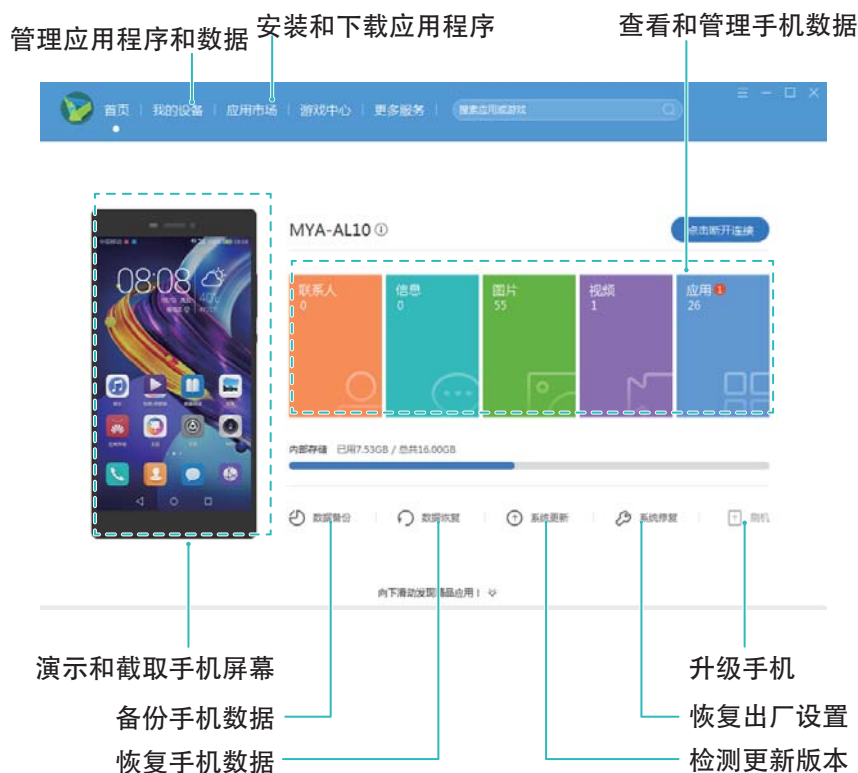 管理应用程序和数据
安装和下载应用程序
查看和管理手机数据
首页 我的设备 应用市场 游戏中心 更多服务 搜索应用或游戏
08:08
MYA-AL10
点击断开连接
联系人 信息 图片 视频 应用 1
0 0 55 1 26
内部存储 已用7.53GB / 总共16.00GB
数据备份 数据恢复 系统更新 系统修复 刷机
向下滑动发现精品应用！
演示和截取手机屏幕
升级手机
备份手机数据
恢复出厂设置
恢复手机数据
检测更新版本